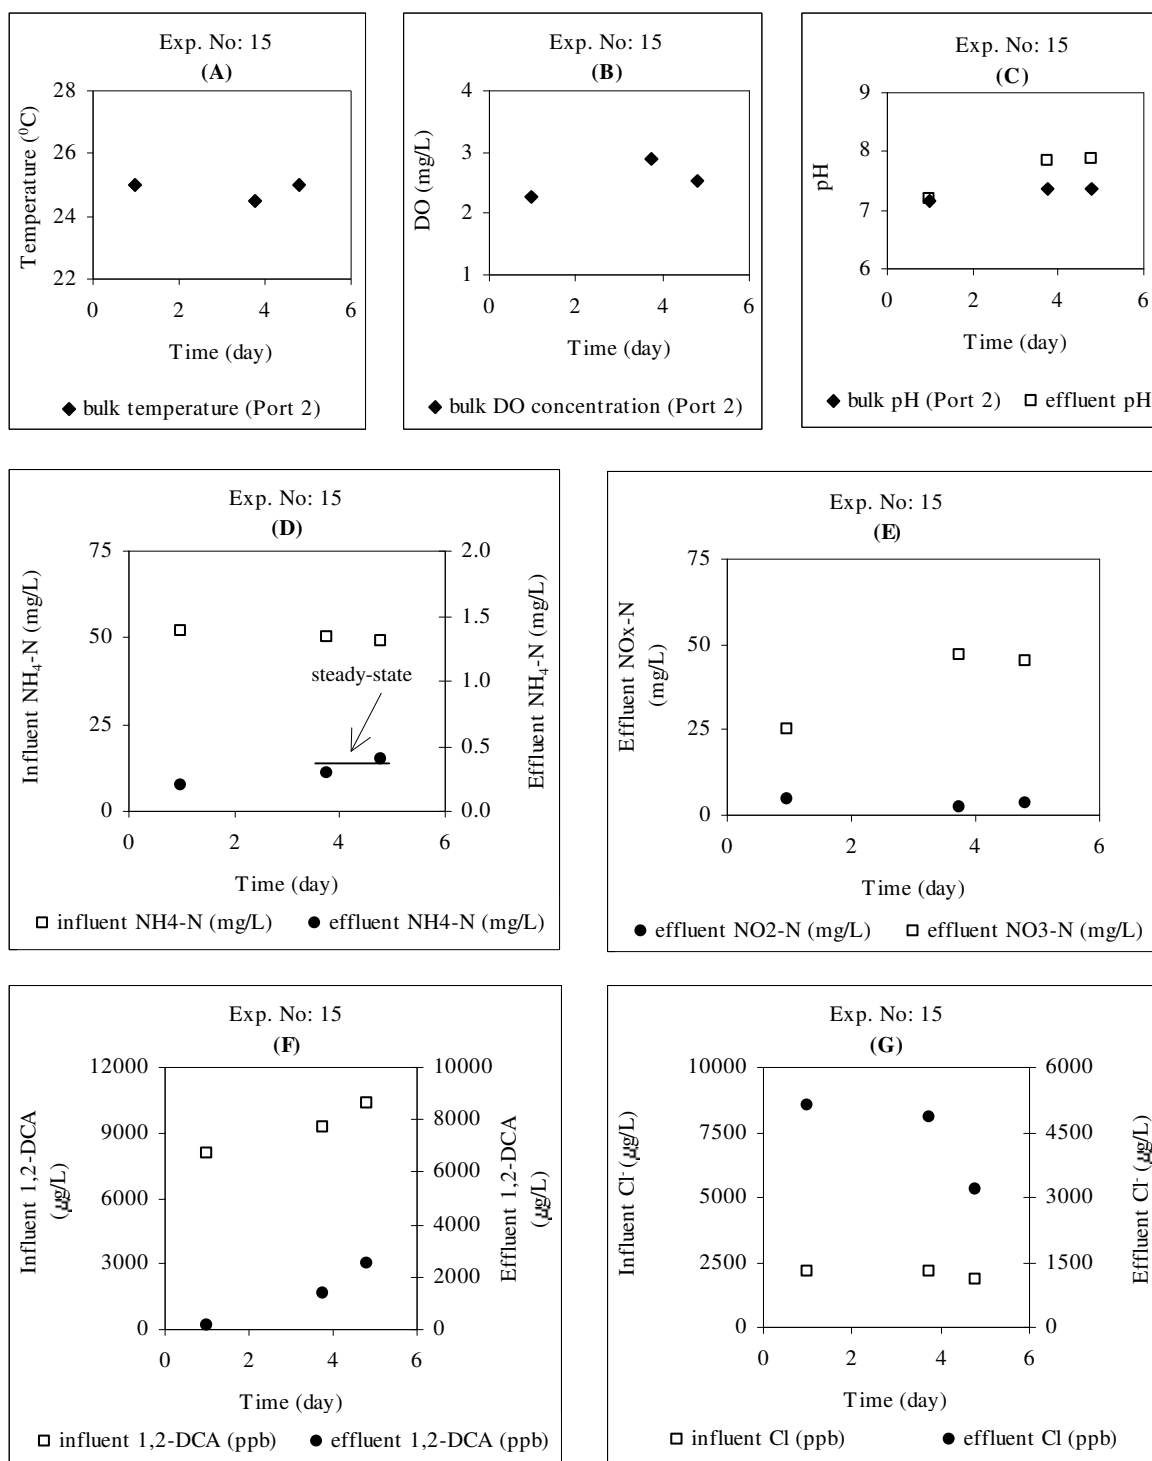 Exp. No: 15
(A)
Temperature (⁰C)
28
26
24
22
0 2 4 6
Time (day)
◆ bulk temperature (Port 2)
Exp. No: 15
(B)
DO (mg/L)
4
3
2
1
0 2 4 6
Time (day)
◆ bulk DO concentration (Port 2)
Exp. No: 15
(C)
pH
9
8
7
6
0 2 4 6
Time (day)
◆ bulk pH (Port 2) □ effluent pH
Exp. No: 15
(D)
Influent NH₄-N (mg/L)
75
50
25
0
steady-state
2.0
1.5
1.0
0.5
0.0
Effluent NH₄-N (mg/L)
0 2 4 6
Time (day)
□ influent NH4-N (mg/L) ● effluent NH4-N (mg/L)
Exp. No: 15
(E)
Effluent NOx-N
(mg/L)
75
50
25
0
0 2 4 6
Time (day)
● effluent NO2-N (mg/L) □ effluent NO3-N (mg/L)
Exp. No: 15
(F)
Influent 1,2-DCA
(µg/L)
12000
9000
6000
3000
0
10000
8000
6000
4000
2000
0
Effluent 1,2-DCA
(µg/L)
0 2 4 6
Time (day)
□ influent 1,2-DCA (ppb) ● effluent 1,2-DCA (ppb)
Exp. No: 15
(G)
Influent Cl⁻ (µg/L)
10000
7500
5000
2500
0
6000
4500
3000
1500
0
Effluent Cl⁻ (µg/L)
0 2 4 6
Time (day)
□ influent Cl (ppb) ● effluent Cl (ppb)